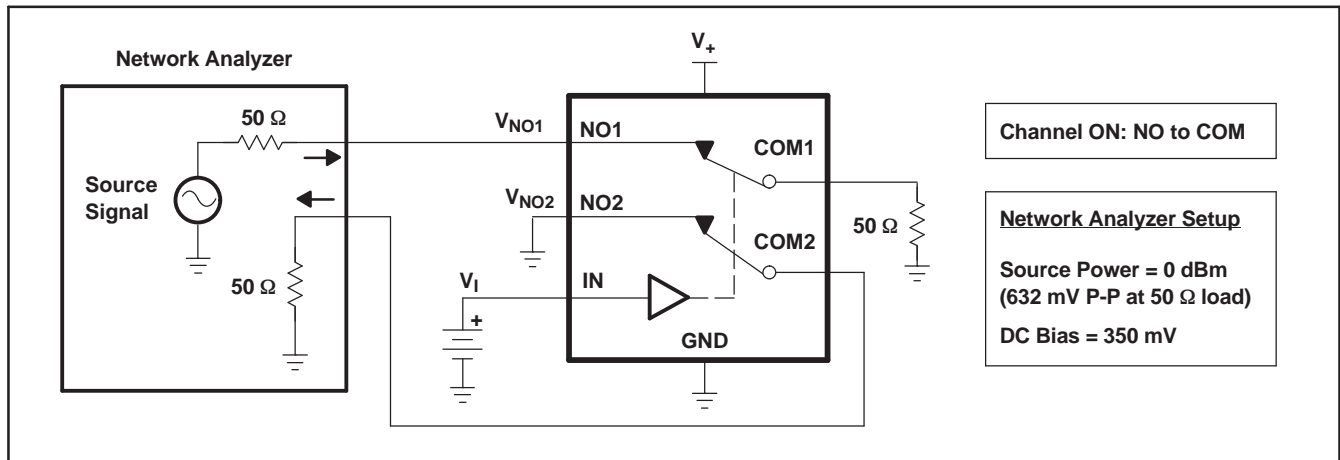 Network Analyzer
50 Ω
Source
Signal
50 Ω
V+
VNO1
NO1
COM1
VNO2
NO2
COM2
50 Ω
VI
IN
+
GND
Channel ON: NO to COM
Network Analyzer Setup
Source Power = 0 dBm
(632 mV P-P at 50 Ω load)
DC Bias = 350 mV